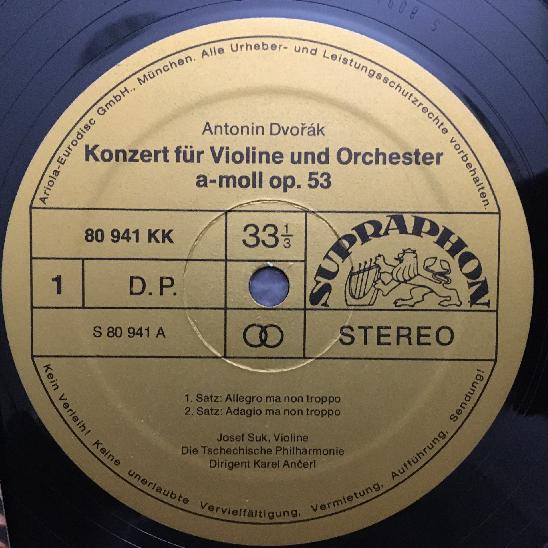 Ariola-Eurodisc GmbH., München. Alle Urheber- und Leistungsschutzrechte vorbehalten.
Antonin Dvořák
Konzert für Violine und Orchester
a-moll op. 53
80 941 KK
33 1/3
SUPRAPHON
1
D.P.
S 80 941 A
STEREO
1. Satz: Allegro ma non troppo
2. Satz: Adagio ma non troppo
Josef Suk, Violine
Die Tschechische Philharmonie
Dirigent Karel Ančerl
Kein Verleih! Keine unerlaubte Vervielfältigung, Vermietung, Aufführung, Sendung!